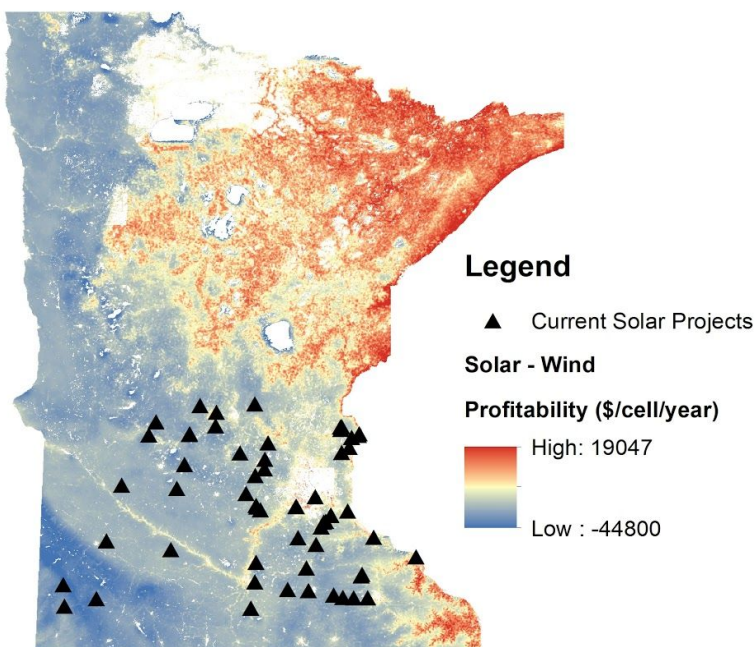 Legend
Current Solar Projects
Solar - Wind
Profitability ($/cell/year)
High: 19047
Low : -44800